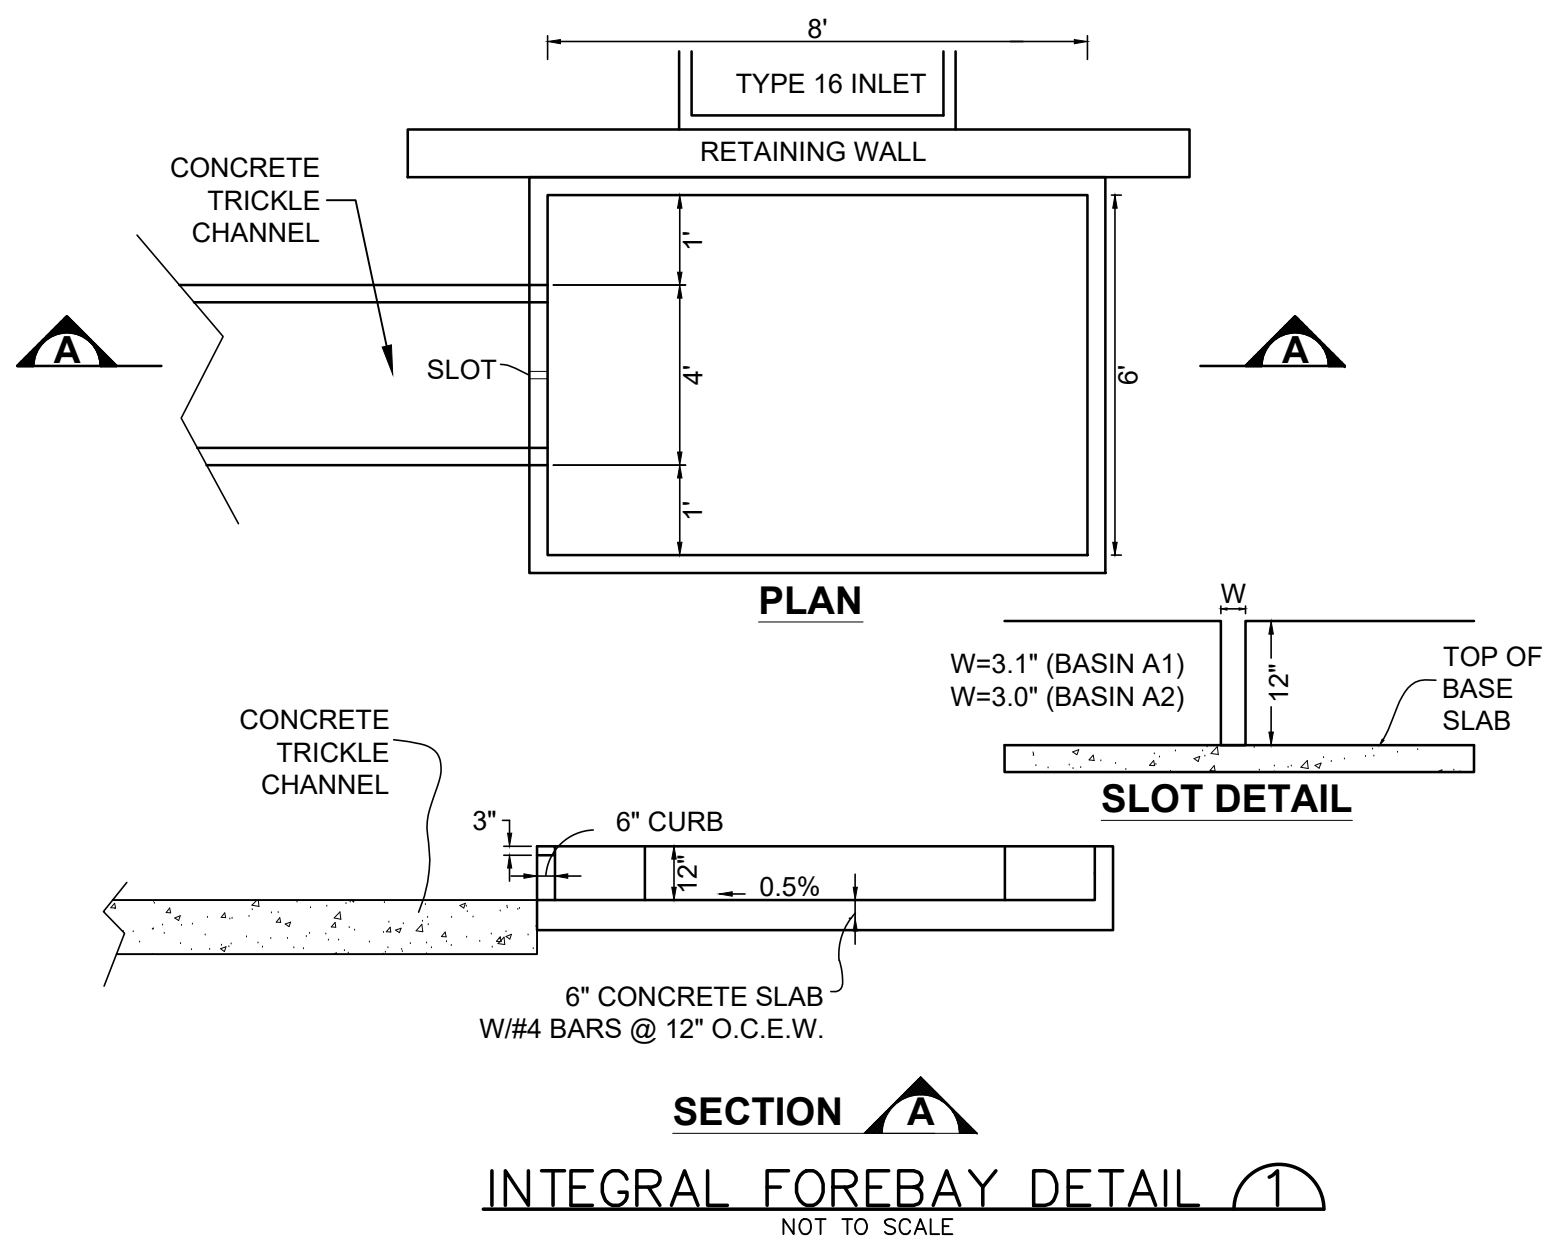 8'
TYPE 16 INLET
RETAINING WALL
CONCRETE
TRICKLE
CHANNEL
1'
4'
1'
6'
A
A
SLOT
PLAN
W
W=3.1" (BASIN A1)
W=3.0" (BASIN A2)
12"
TOP OF
BASE
SLAB
SLOT DETAIL
CONCRETE
TRICKLE
CHANNEL
3"
6" CURB
12"
0.5%
6" CONCRETE SLAB
W/#4 BARS @ 12" O.C.E.W.
SECTION A
INTEGRAL FOREBAY DETAIL 1
NOT TO SCALE